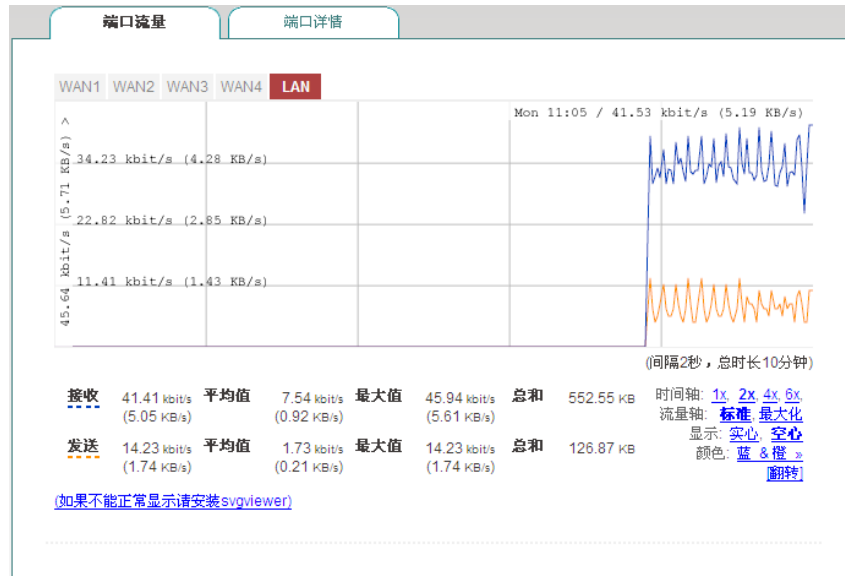 端口流量 端口详情
WAN1 WAN2 WAN3 WAN4 LAN
Mon 11:05 / 41.53 kbit/s (5.19 KB/s)
45.64 kbit/s (5.71 KB/s) >
34.23 kbit/s (4.28 KB/s)
22.82 kbit/s (2.85 KB/s)
11.41 kbit/s (1.43 KB/s)
(间隔2秒，总时长10分钟)
接收 41.41 kbit/s 平均值 7.54 kbit/s 最大值 45.94 kbit/s 总和 552.55 KB
(5.05 KB/s) (0.92 KB/s) (5.61 KB/s)
发送 14.23 kbit/s 平均值 1.73 kbit/s 最大值 14.23 kbit/s 总和 126.87 KB
(1.74 KB/s) (0.21 KB/s) (1.74 KB/s)
时间轴: 1x, 2x, 4x, 6x,
流量轴: 标准, 最大化
显示: 实心, 空心
颜色: 蓝 & 橙 »
[翻转]
(如果不能正常显示请安装svgviewer)